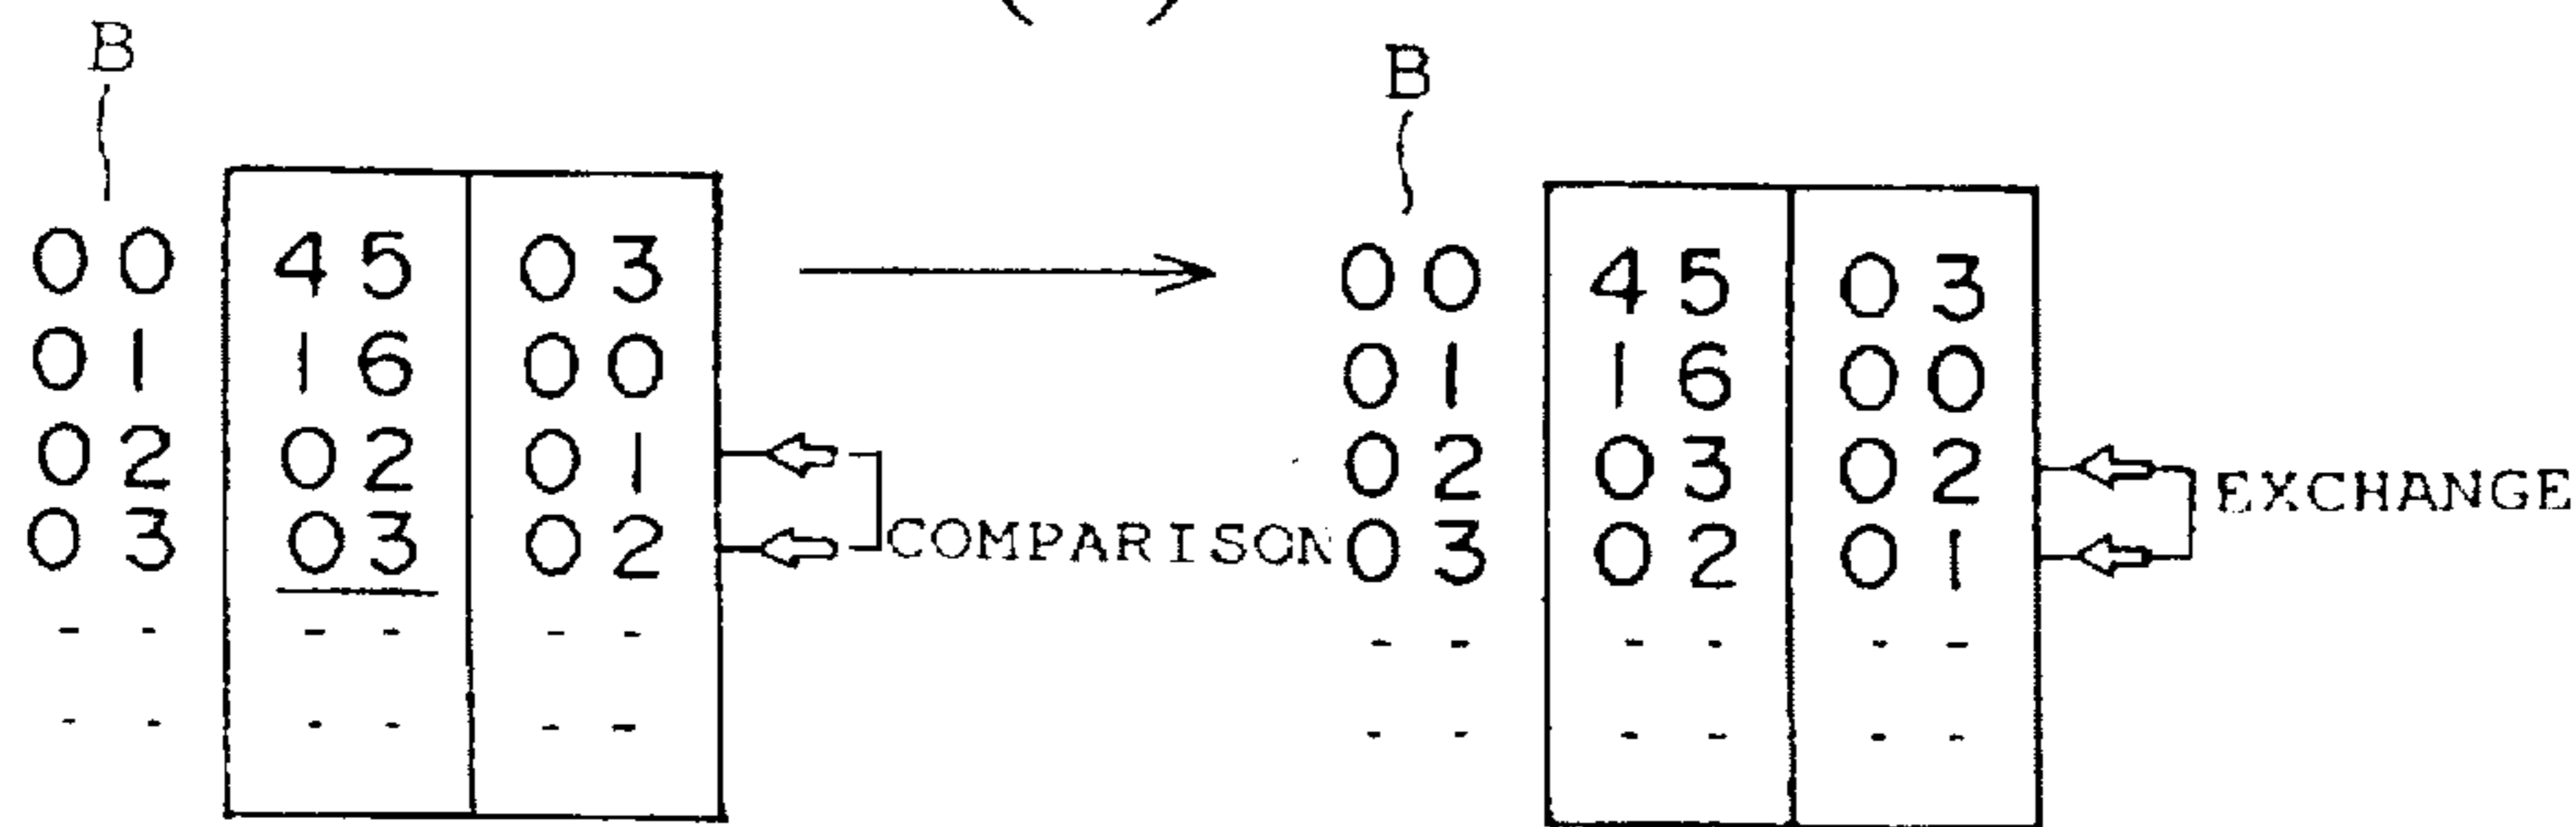 ( )
B
00 45 03
01 16 00
02 02 01
03 03 02
-- -- --
-- -- --
COMPARISON
B
00 45 03
01 16 00
02 03 02
03 02 01
-- -- --
-- -- --
EXCHANGE